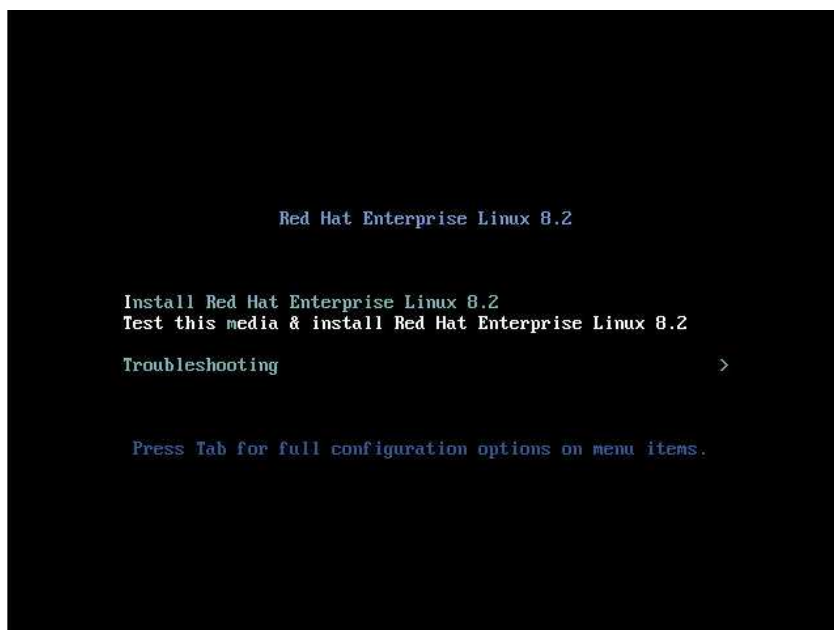 Red Hat Enterprise Linux 8.2
Install Red Hat Enterprise Linux 8.2
Test this media & install Red Hat Enterprise Linux 8.2
Troubleshooting >
Press Tab for full configuration options on menu items.